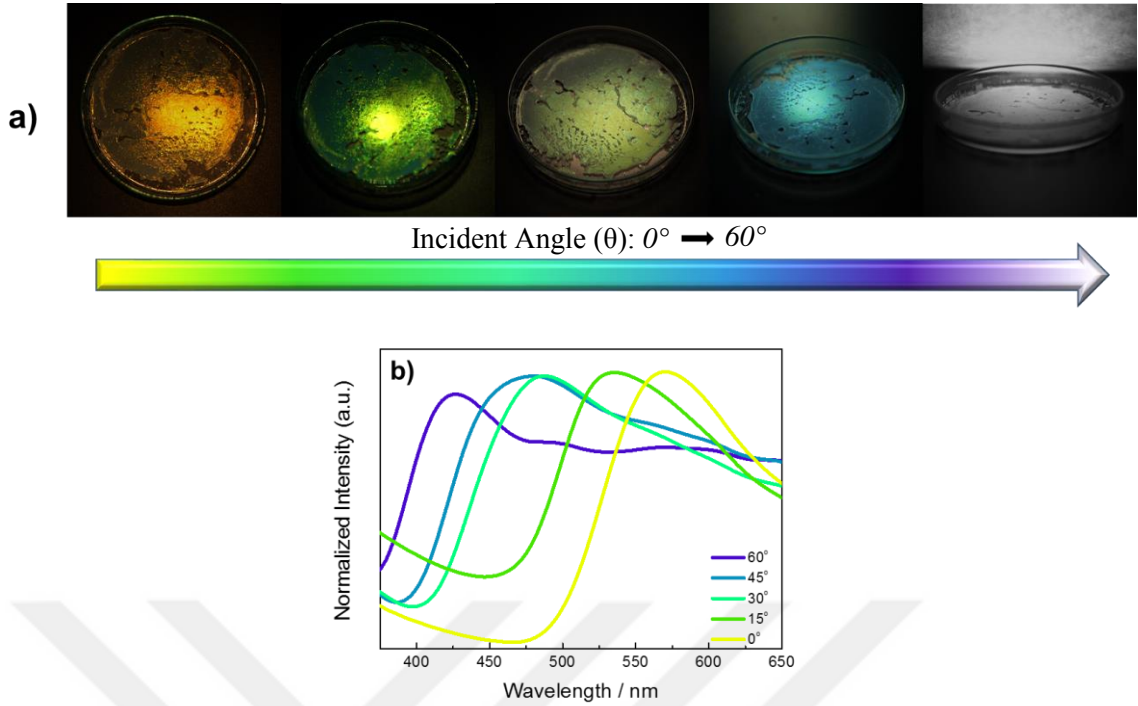 a)
Incident Angle (θ): 0° ➡ 60°
b)
Normalized Intensity (a.u.)
60°
45°
30°
15°
0°
400 450 500 550 600 650
Wavelength / nm